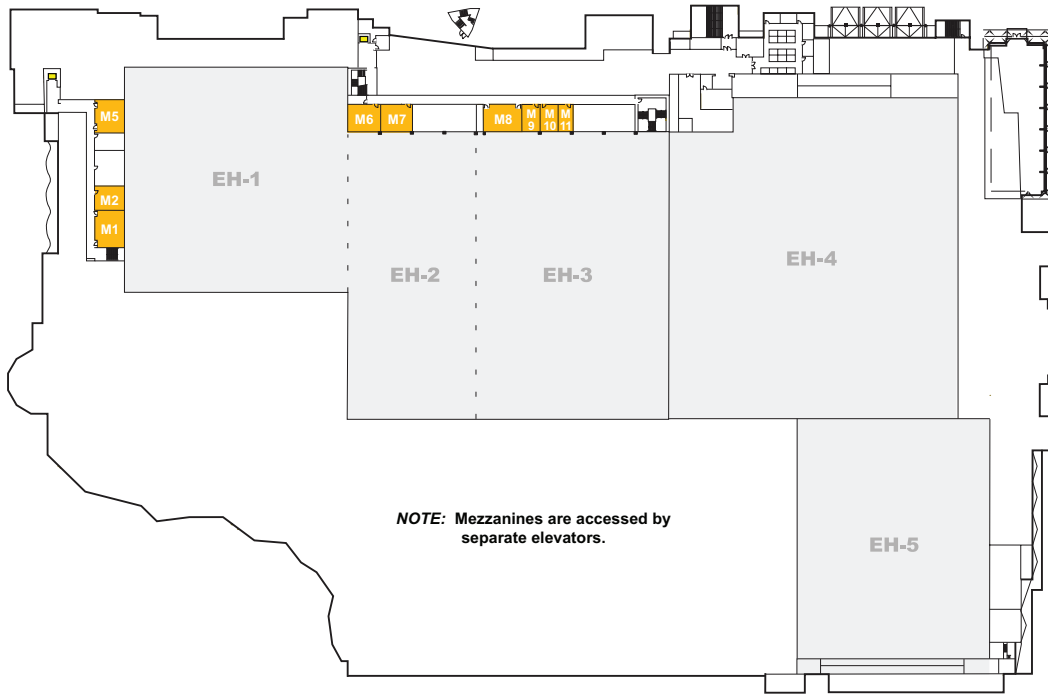 M5
M6
M7
M8
M
9
M
10
M
11
EH-1
M2
M1
EH-2
EH-3
EH-4
NOTE: Mezzanines are accessed by
separate elevators.
EH-5